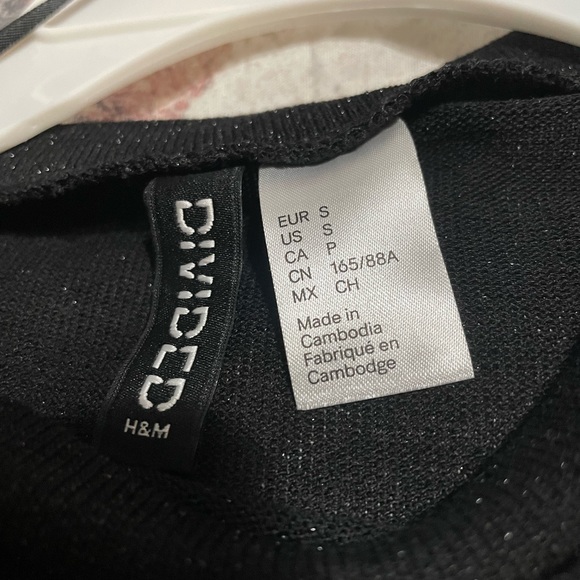 DIVIDED
H&M
EUR S
US S
CA P
CN 165/88A
MX CH
Made in
Cambodia
Fabriqué en
Cambodge